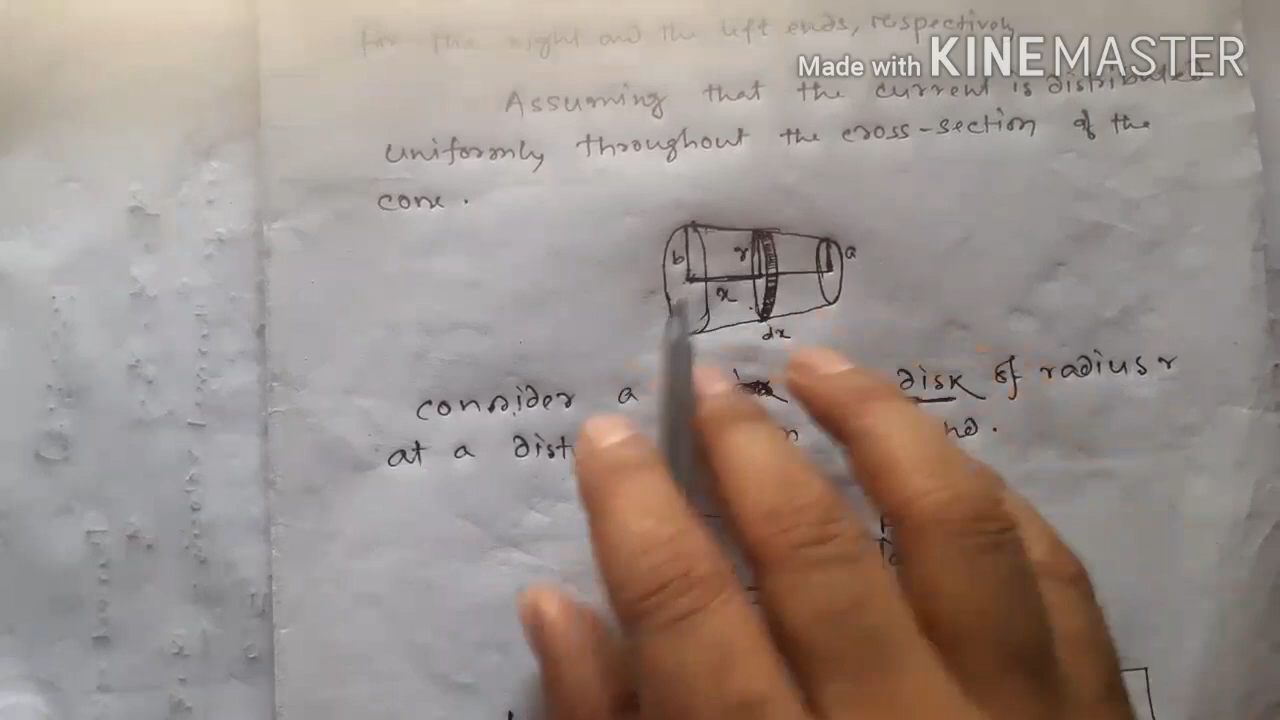 for the right and the left ends, respectively
Made with KINEMASTER
Assuming that the current is distributed
uniformly throughout the cross-section of the
cone.
b r a
x
dx
consider a disk of radius r
at a dist